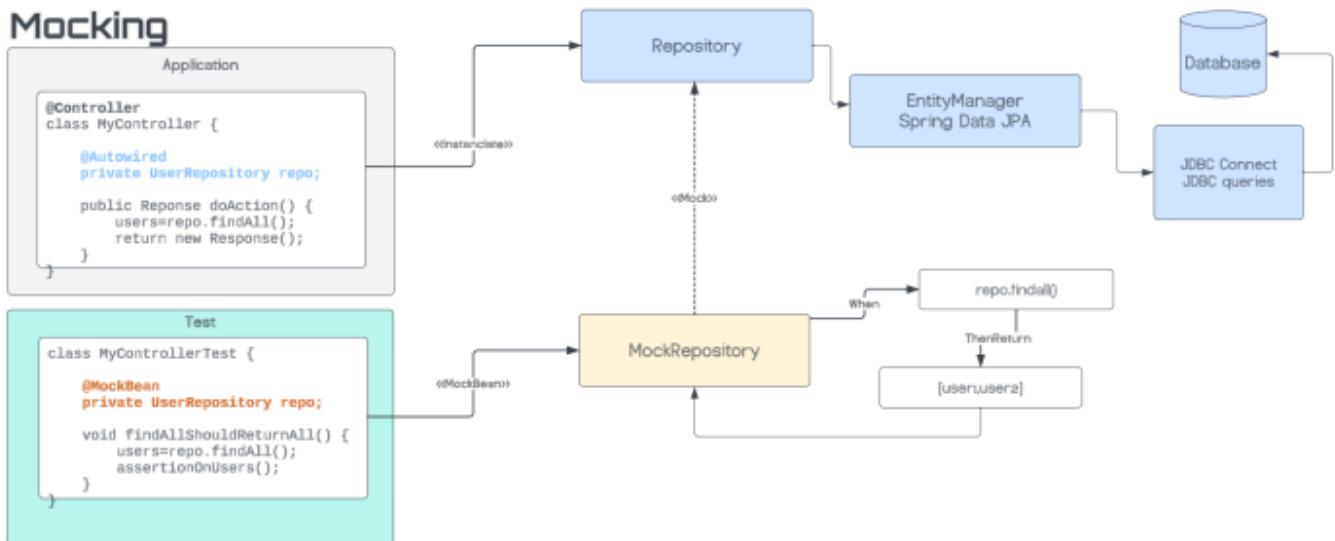 Mocking
Application
@Controller
class MyController {
@Autowired
private UserRepository repo;
public Reponse doAction() {
users=repo.findAll();
return new Response();
}
}
Test
class MyControllerTest {
@MockBean
private UserRepository repo;
void findAllShouldReturnAll() {
users=repo.findAll();
assertionOnUsers();
}
}
<<Instanciate>>
<<MockBean>>
Repository
<<Mock>>
MockRepository
EntityManager
Spring Data JPA
JDBC Connect
JDBC queries
Database
When
repo.findall()
ThenReturn
[user1,user2]